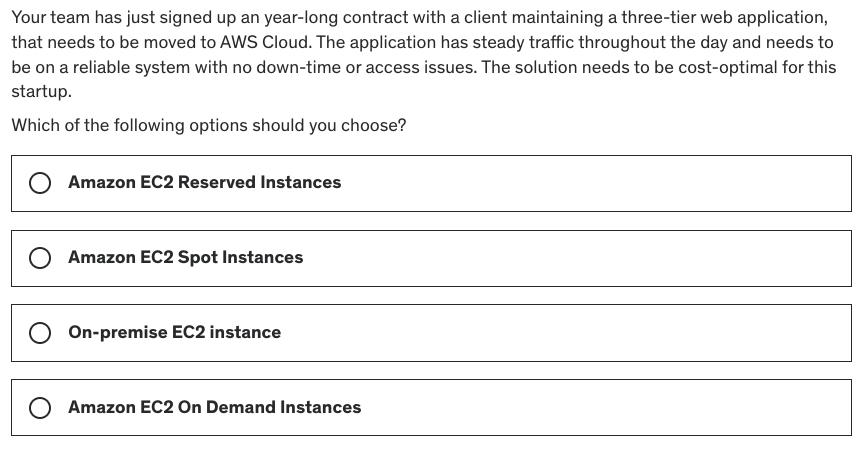 Your team has just signed up an year-long contract with a client maintaining a three-tier web application,
that needs to be moved to AWS Cloud. The application has steady traffic throughout the day and needs to
be on a reliable system with no down-time or access issues. The solution needs to be cost-optimal for this
startup.
Which of the following options should you choose?
Amazon EC2 Reserved Instances
Amazon EC2 Spot Instances
On-premise EC2 instance
Amazon EC2 On Demand Instances